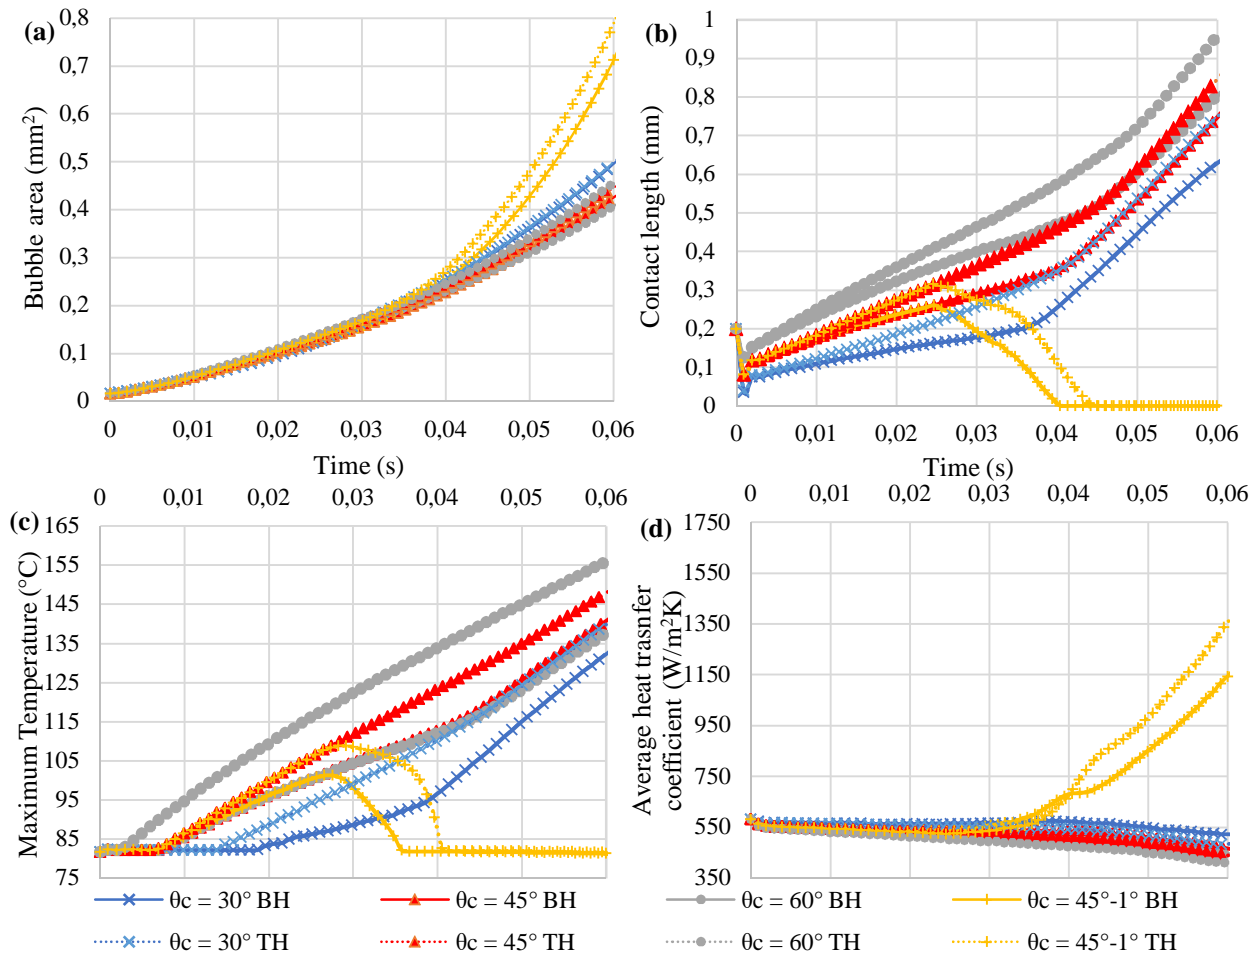 (a)
0,8
0,7
0,6
0,5
0,4
0,3
0,2
0,1
0
Bubble area (mm²)
0 0,01 0,02 0,03 0,04 0,05 0,06
Time (s)
(b)
1
0,9
0,8
0,7
0,6
0,5
0,4
0,3
0,2
0,1
0
Contact length (mm)
0 0,01 0,02 0,03 0,04 0,05 0,06
Time (s)
0 0,01 0,02 0,03 0,04 0,05 0,06
(c)
165
155
145
135
125
115
105
95
85
75
Maximum Temperature (°C)
0 0,01 0,02 0,03 0,04 0,05 0,06
(d)
1750
1550
1350
1150
950
750
550
350
Average heat trasnfer
coefficient (W/m²K)
θc = 30° BH
θc = 45° BH
θc = 60° BH
θc = 45°-1° BH
θc = 30° TH
θc = 45° TH
θc = 60° TH
θc = 45°-1° TH